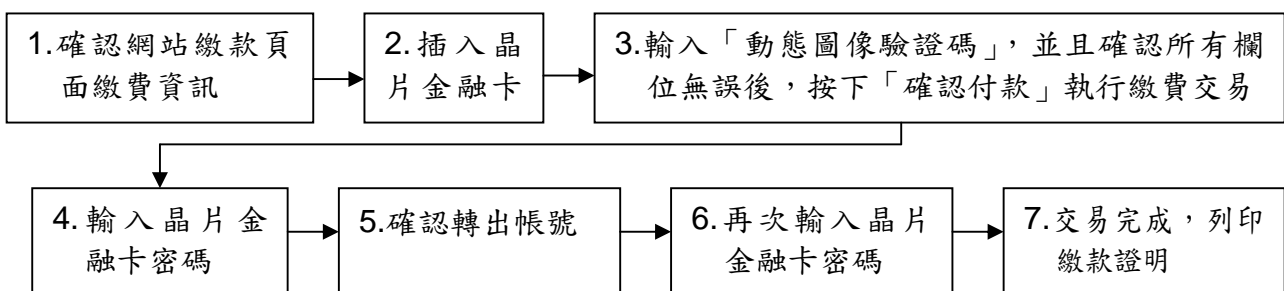 1.確認網站繳款頁
面繳費資訊
2.插入晶
片金融卡
3.輸入「動態圖像驗證碼」,並且確認所有欄
位無誤後,按下「確認付款」執行繳費交易
4.輸入晶片金
融卡密碼
5.確認轉出帳號
6.再次輸入晶片
金融卡密碼
7.交易完成,列印
繳款證明